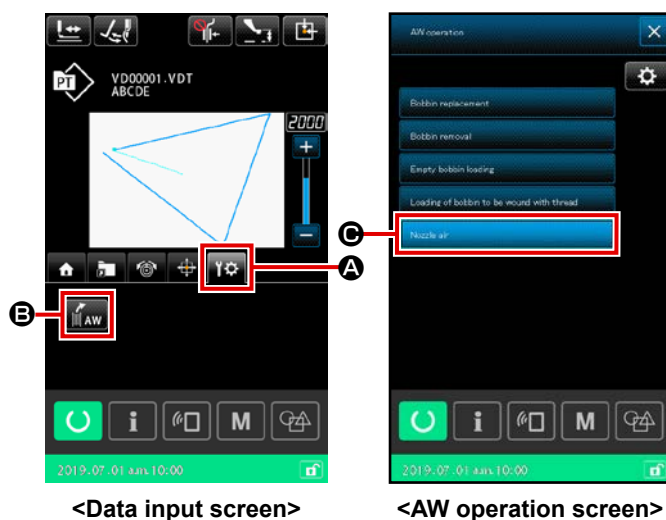 PT
VD00001.VDT
ABCDE
2000
A
B
AW
i
M
2019.07.01 a.m.10:00
<Data input screen>
AW operation
Bobbin replacement
Bobbin removal
Empty bobbin loading
Loading of bobbin to be wound with thread
C
Nozzle air
i
M
2019.07.01 a.m.10:00
<AW operation screen>